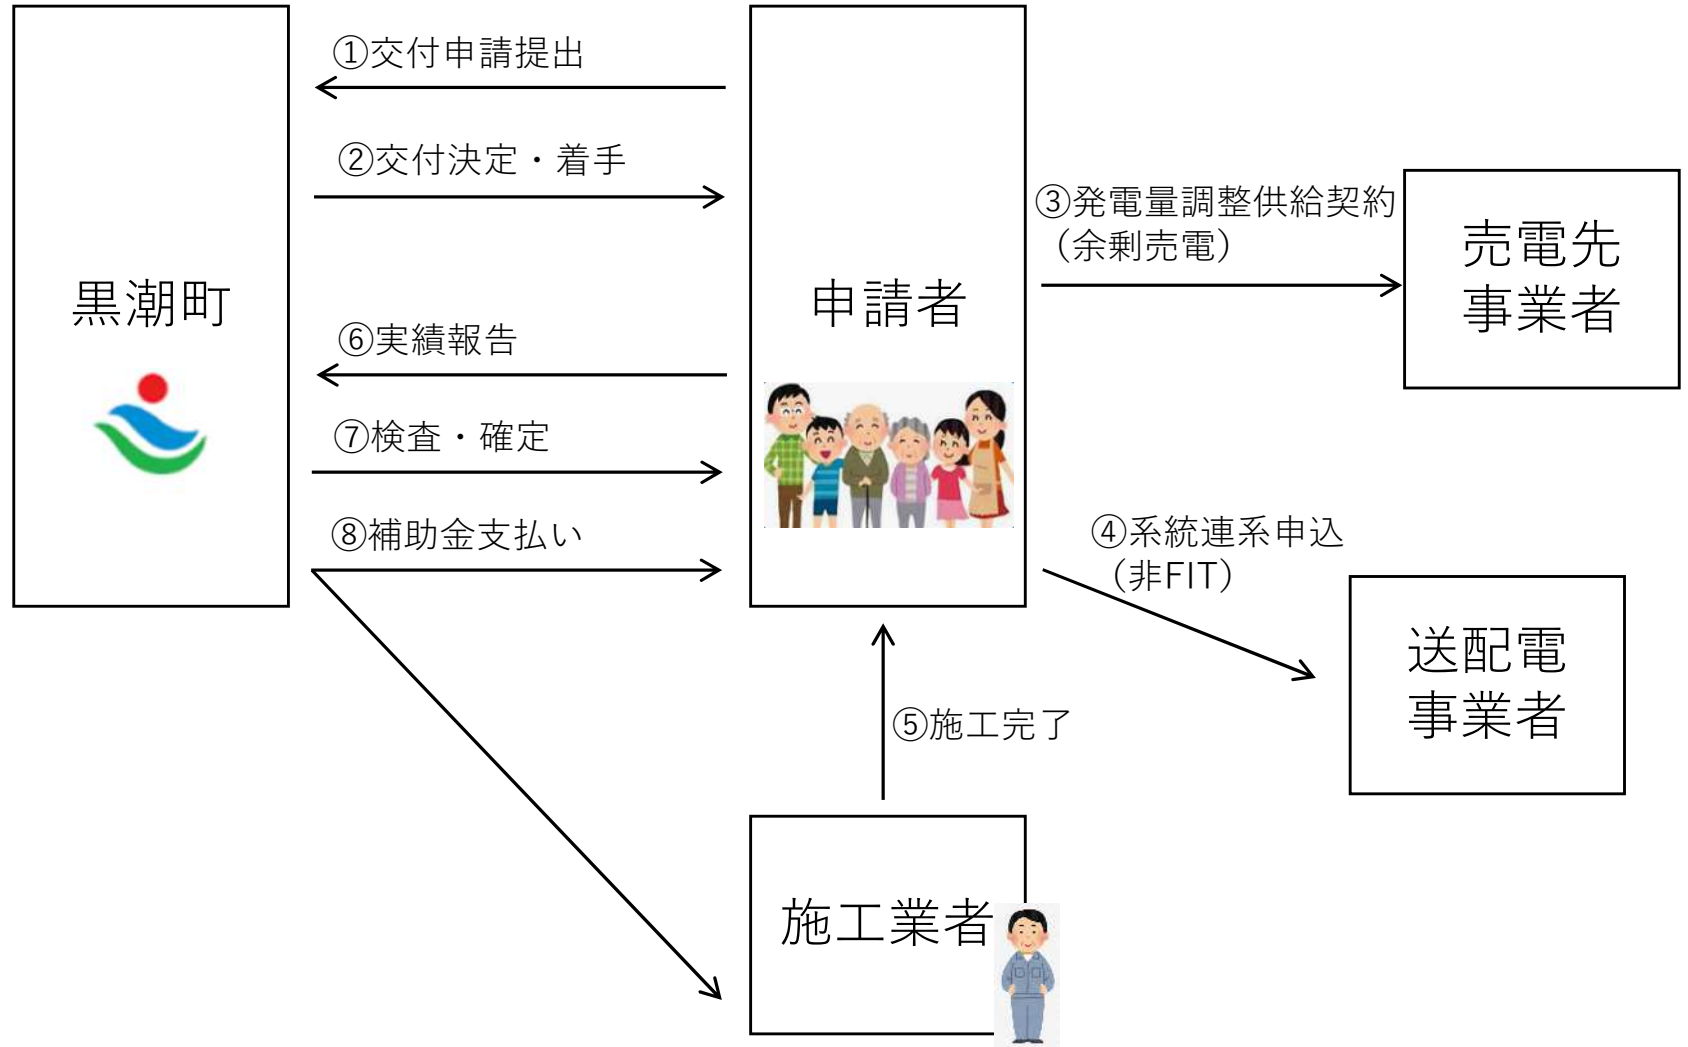 黒潮町
①交付申請提出
②交付決定・着手
⑥実績報告
⑦検査・確定
⑧補助金支払い
申請者
③発電量調整供給契約
（余剰売電）
売電先
事業者
④系統連系申込
（非FIT）
送配電
事業者
⑤施工完了
施工業者